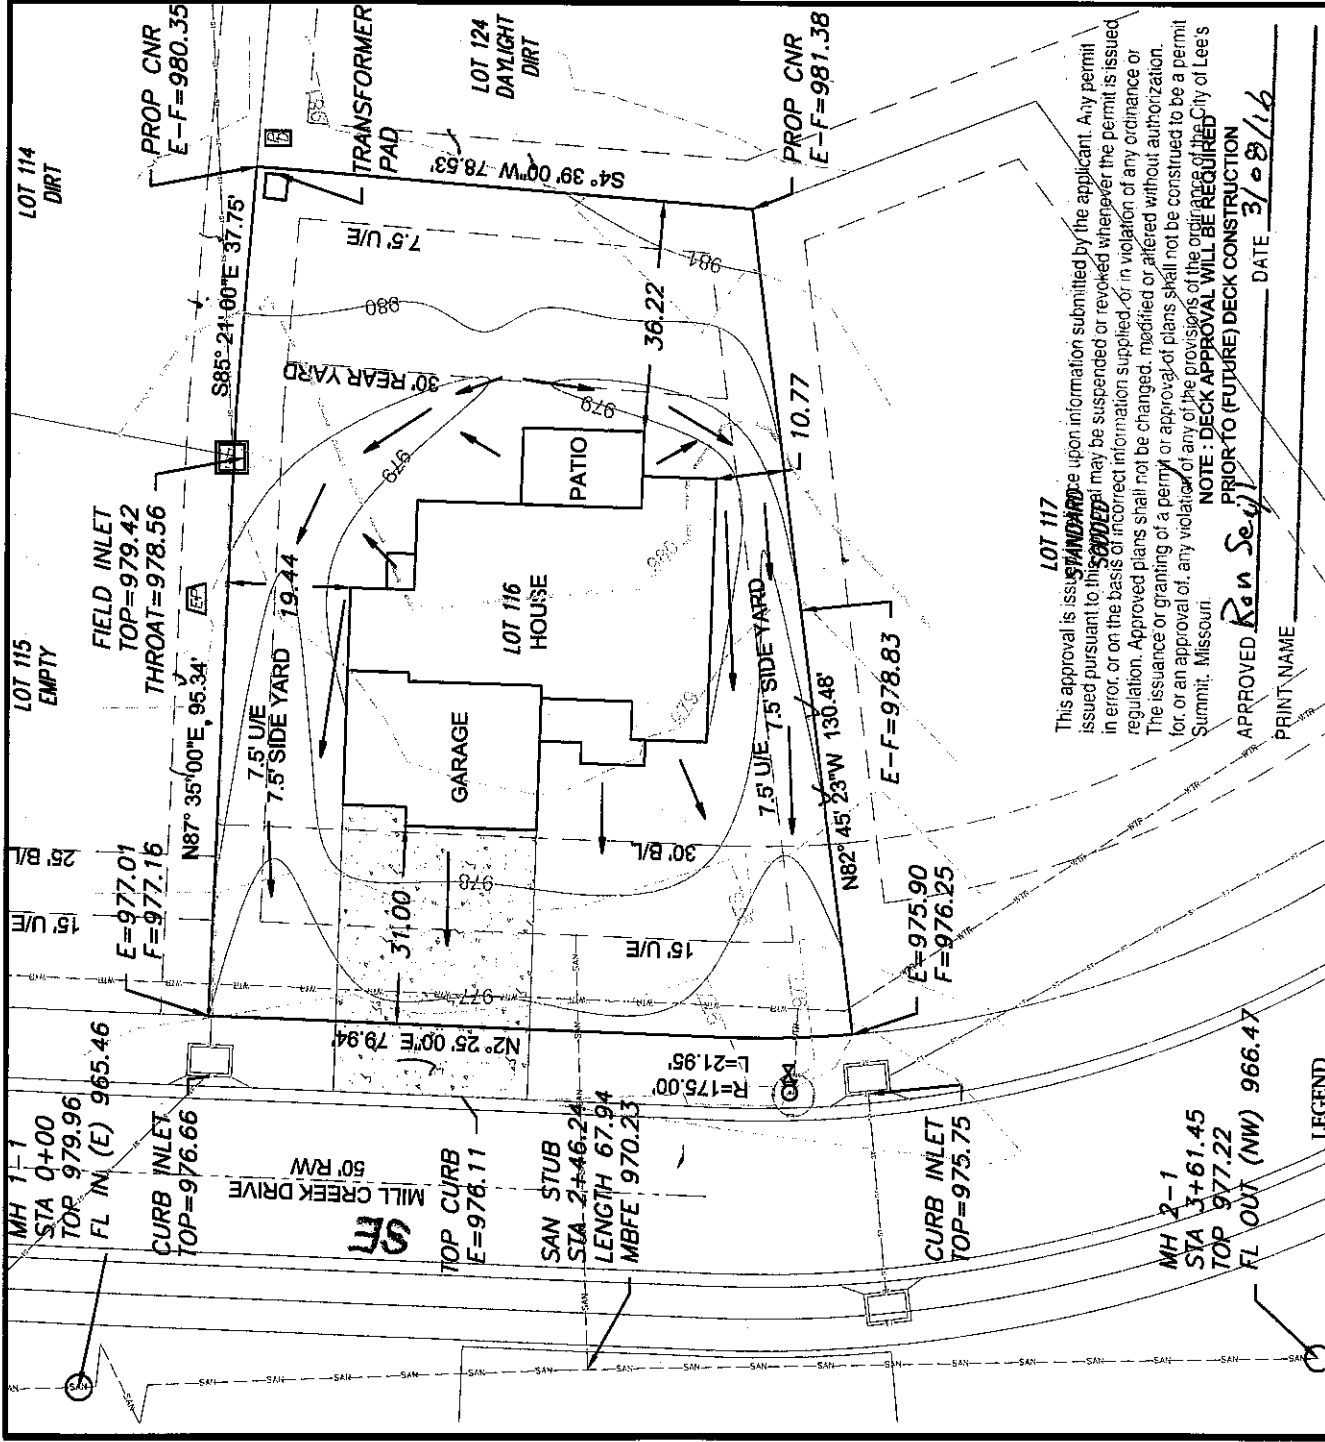 LOT 114
DIRT
PROP CNR
E-F=980.35
TRANSFORMER
PAD
LOT 124
DAYLIGHT
DIRT
PROP CNR
E-F=981.38
S85° 21' 00"E 37.75'
S4° 39' 00"W 78.53'
7.5' U/E
981
980
36.22
30' REAR YARD
979
979
10.77
LOT 115
EMPTY
FIELD INLET
TOP=979.42
THROAT=978.56
N87° 35' 00"E, 95.34'
19.44
7.5' U/E
7.5' SIDE YARD
PATIO
LOT 116
HOUSE
GARAGE
980
979
7.5' U/E
7.5' SIDE YARD
N82° 45' 23"W 130.48'
E-F=978.83
25' B/L
15' U/E
E=977.01
F=977.16
30' B/L
978
31.00
15' U/E
977
E=975.90
F=976.25
N2° 25' 00"E 79.94'
R=175.00'
L=21.95'
MH 1-1
STA 0+00
TOP 979.96
FL IN (E) 965.46
CURB INLET
TOP=976.66
MILL CREEK DRIVE
50' R/W
SE
TOP CURB
E=976.11
SAN STUB
STA 2+46.24
LENGTH 67.94
MBFE 970.23
CURB INLET
TOP=975.75
MH 2-1
STA 3+61.45
TOP 977.22
FL OUT (NW) 966.47
LEGEND
LOT 117
STANDARD
SODDED
This approval is issued in reliance upon information submitted by the applicant. Any permit
issued pursuant to this approval may be suspended or revoked whenever the permit is issued
in error, or on the basis of incorrect information supplied, or in violation of any ordinance or
regulation. Approved plans shall not be changed, modified or altered without authorization.
The issuance or granting of a permit or approval of plans shall not be construed to be a permit
for, or an approval of, any violation of any of the provisions of the ordinance of the City of Lee's
Summit, Missouri.
NOTE : DECK APPROVAL WILL BE REQUIRED
PRIOR TO (FUTURE) DECK CONSTRUCTION
APPROVED Ron DATE 3/08/16
PRINT NAME